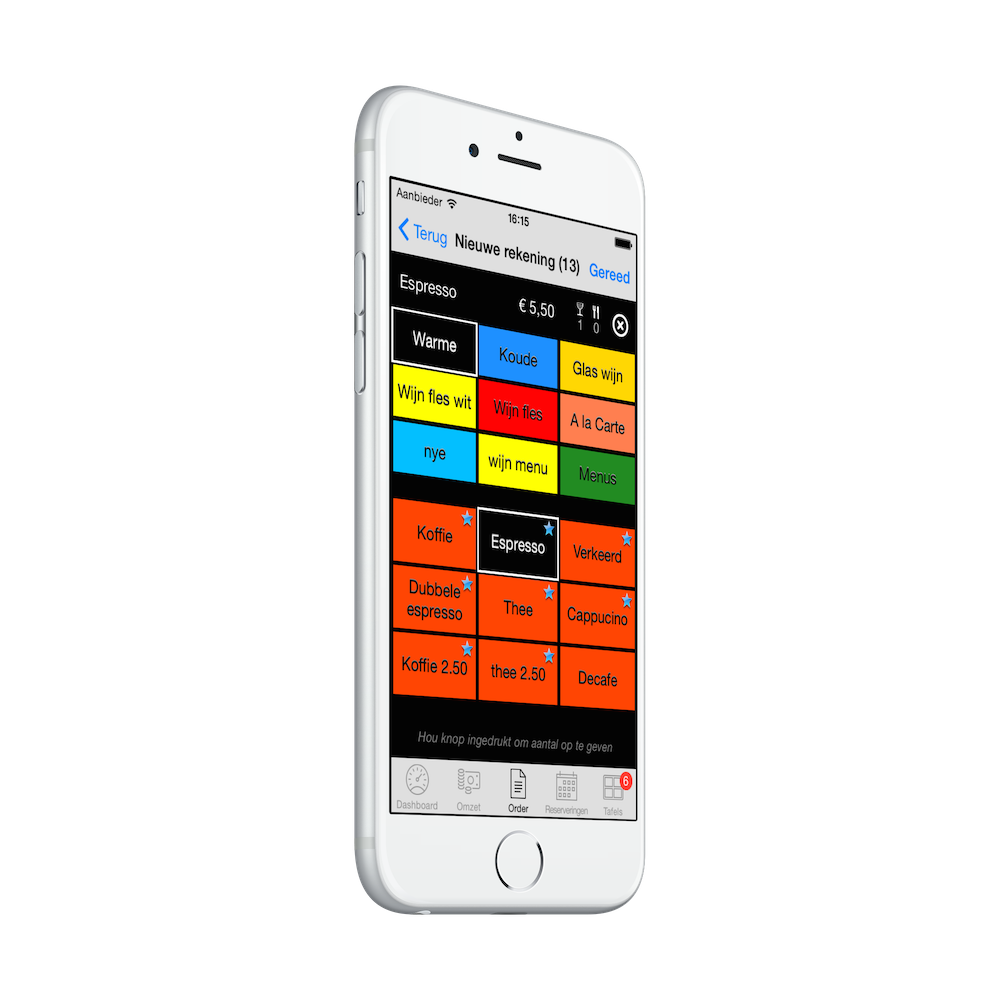 Aanbieder
16:15
Terug
Nieuwe rekening (13)
Gereed
Espresso
€ 5,50
1
0
Warme
Koude
Glas wijn
Wijn fles wit
Wijn fles
A la Carte
nye
wijn menu
Menus
Koffie
Espresso
Verkeerd
Dubbele
espresso
Thee
Cappucino
Koffie 2.50
thee 2.50
Decafe
Hou knop ingedrukt om aantal op te geven
6
Dashboard
Omzet
Order
Reserveringen
Tafels